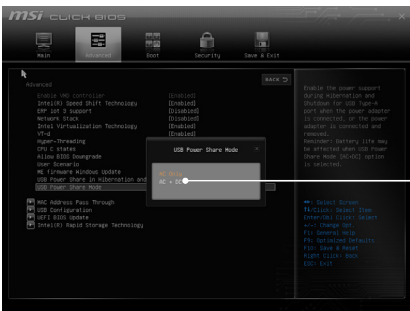 msi CLICK BIOS
×
Main Advanced Boot Security Save & Exit
BACK
Advanced
Enable VMD controller [Enabled]
Intel(R) Speed Shift Technology [Enabled]
ERP Lot 3 Support [Disabled]
Network Stack [Disabled]
Intel Virtualization Technology [Enabled]
VT-d [Enabled]
Hyper-Threading
CPU C states
Allow BIOS Downgrade
User Scenario
ME Firmware Windows Update
USB Power Share in Hibernation and
USB Power Share Mode
MAC Address Pass Through
USB Configuration
UEFI BIOS Update
Intel(R) Rapid Storage Technology
USB Power Share Mode
AC Only
AC + DC
Enable the power support
during Hibernation and
Shutdown for USB Type-A
port when the power adapter
is connected, or the power
adapter is connected and
removed.
Reminder: Battery life may
be affected when USB Power
Share Mode [AC+DC] option
is selected.
: Select Screen
↑↓/Click: Select Item
Enter/Dbl Click: Select
+/-: Change Opt.
F1: General Help
F9: Optimized Defaults
F10: Save & Reset
Right Click: Back
ESC: Exit